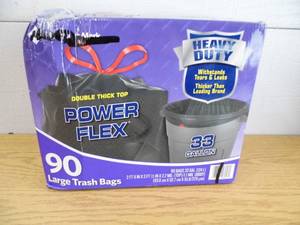 Mark
HEAVY
DUTY
Withstands
Tears & Leaks
Thicker Than
Leading Brand
DOUBLE THICK TOP
POWER
FLEX
33
GALLON
90
Large Trash Bags